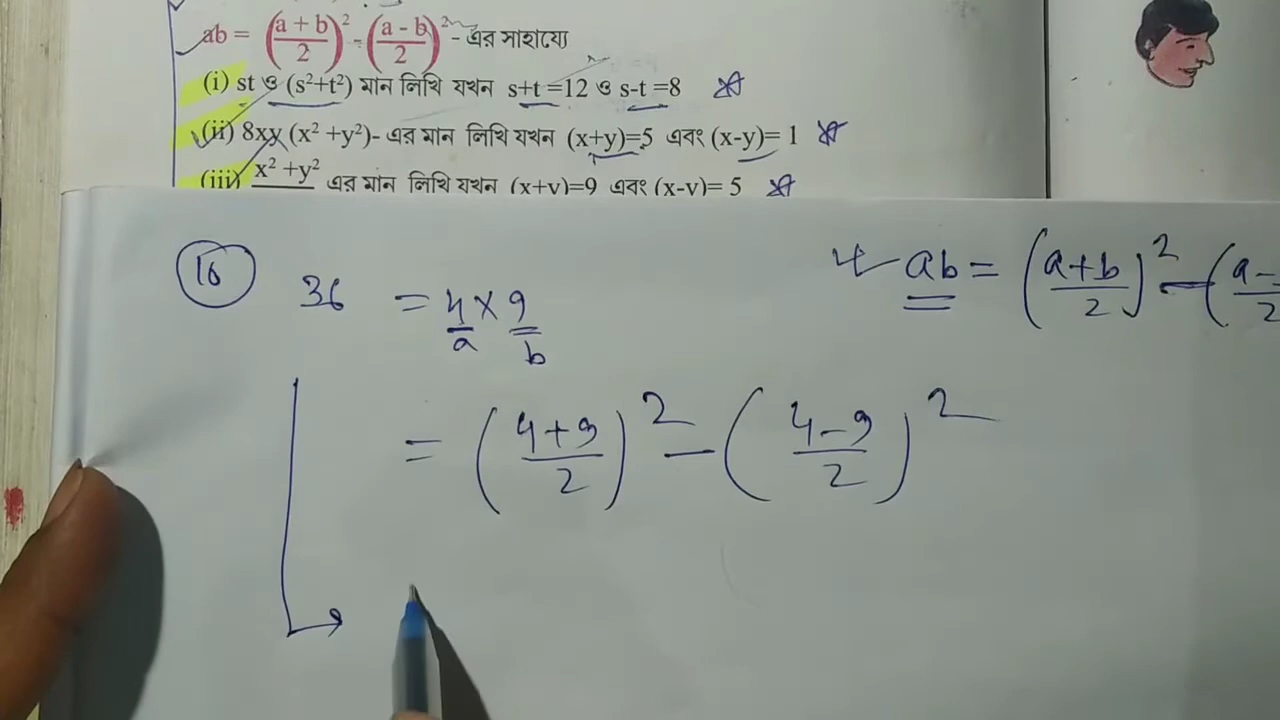 ab = (a + b / 2)² - (a - b / 2)² - এর সাহায্যে
(i) st ও (s²+t²) মান লিখি যখন s+t =12 ও s-t =8
(ii) 8xy (x² +y²)- এর মান লিখি যখন (x+y)=5 এবং (x-y)= 1
(iii) x² +y² এর মান লিখি যখন (x+y)=9 এবং (x-y)= 5
16
36 = 4 × 9
a b
ab = (a+b / 2)² - (a- / 2
= (4+9 / 2)² - (4-9 / 2)²